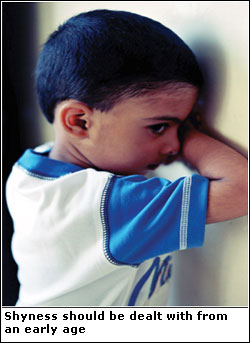 Shyness should be dealt with from
an early age